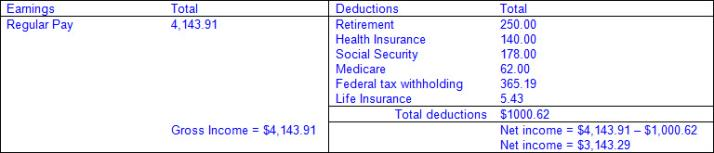 Earnings Total Deductions Total
Regular Pay 4,143.91 Retirement 250.00
Health Insurance 140.00
Social Security 178.00
Medicare 62.00
Federal tax withholding 365.19
Life Insurance 5.43
Total deductions $1000.62
Gross Income = $4,143.91 Net income = $4,143.91 – $1,000.62
Net income = $3,143.29